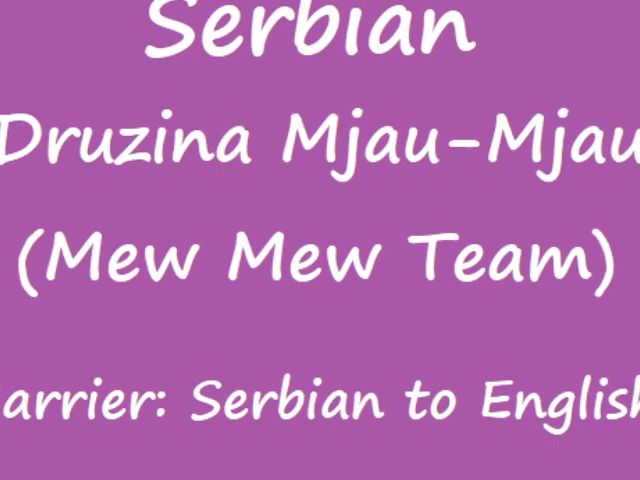 Serbian
Druzina Mjau-Mjau
(Mew Mew Team)
arrier: Serbian to English